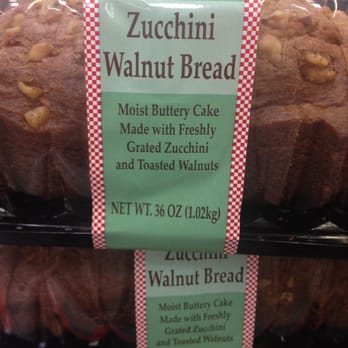 Zucchini
Walnut Bread
Moist Buttery Cake
Made with Freshly
Grated Zucchini
and Toasted Walnuts
NET WT. 36 OZ (1.02kg)
Zucchini
Walnut Bread
Moist Buttery Cake
Made with Freshly
Grated Zucchini
and Toasted Walnuts